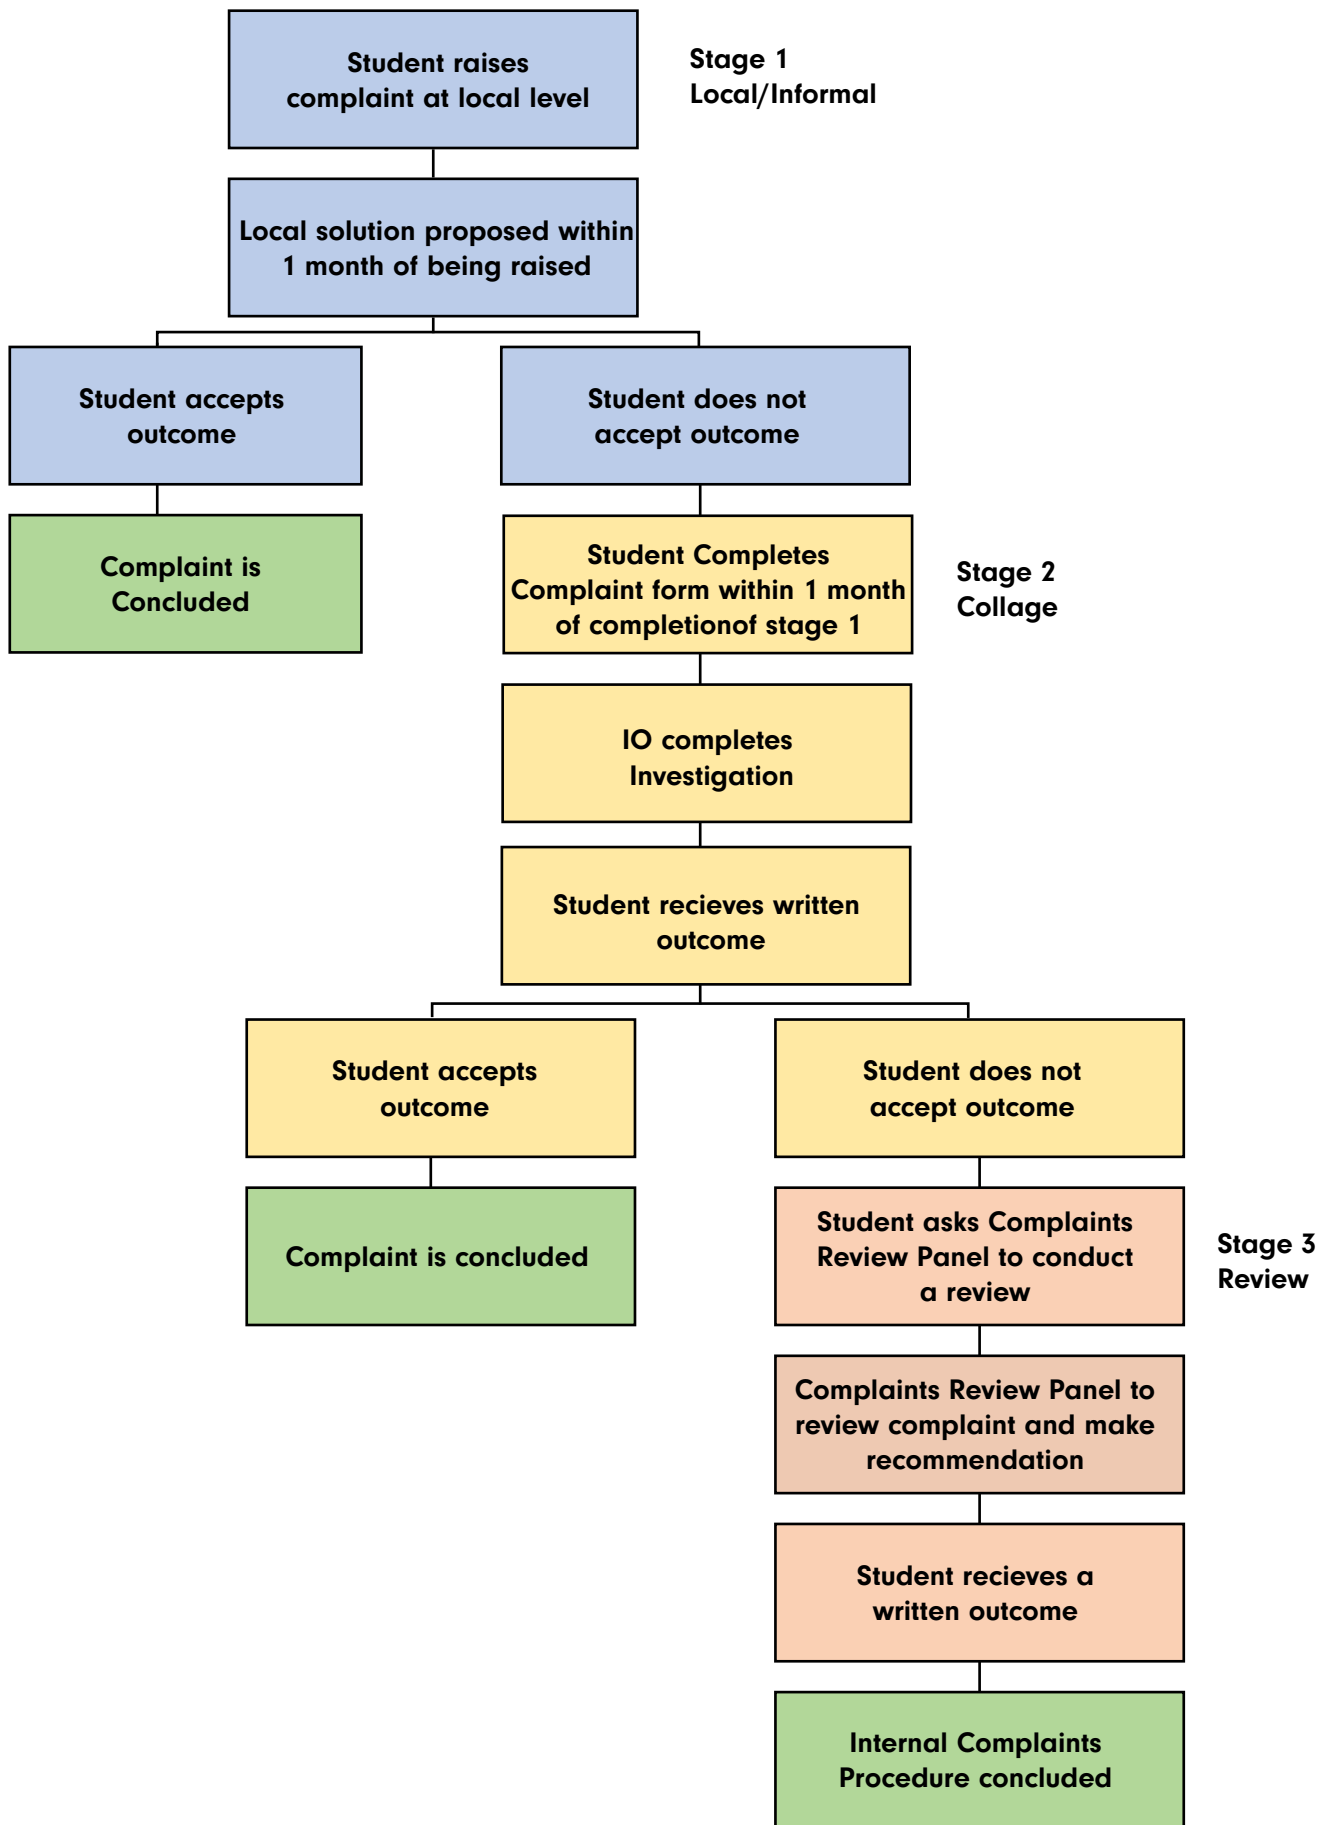 Student raises
complaint at local level
Stage 1
Local/Informal
Local solution proposed within
1 month of being raised
Student accepts
outcome
Student does not
accept outcome
Complaint is
Concluded
Student Completes
Complaint form within 1 month
of completionof stage 1
Stage 2
Collage
IO completes
Investigation
Student recieves written
outcome
Student accepts
outcome
Student does not
accept outcome
Complaint is concluded
Student asks Complaints
Review Panel to conduct
a review
Stage 3
Review
Complaints Review Panel to
review complaint and make
recommendation
Student recieves a
written outcome
Internal Complaints
Procedure concluded